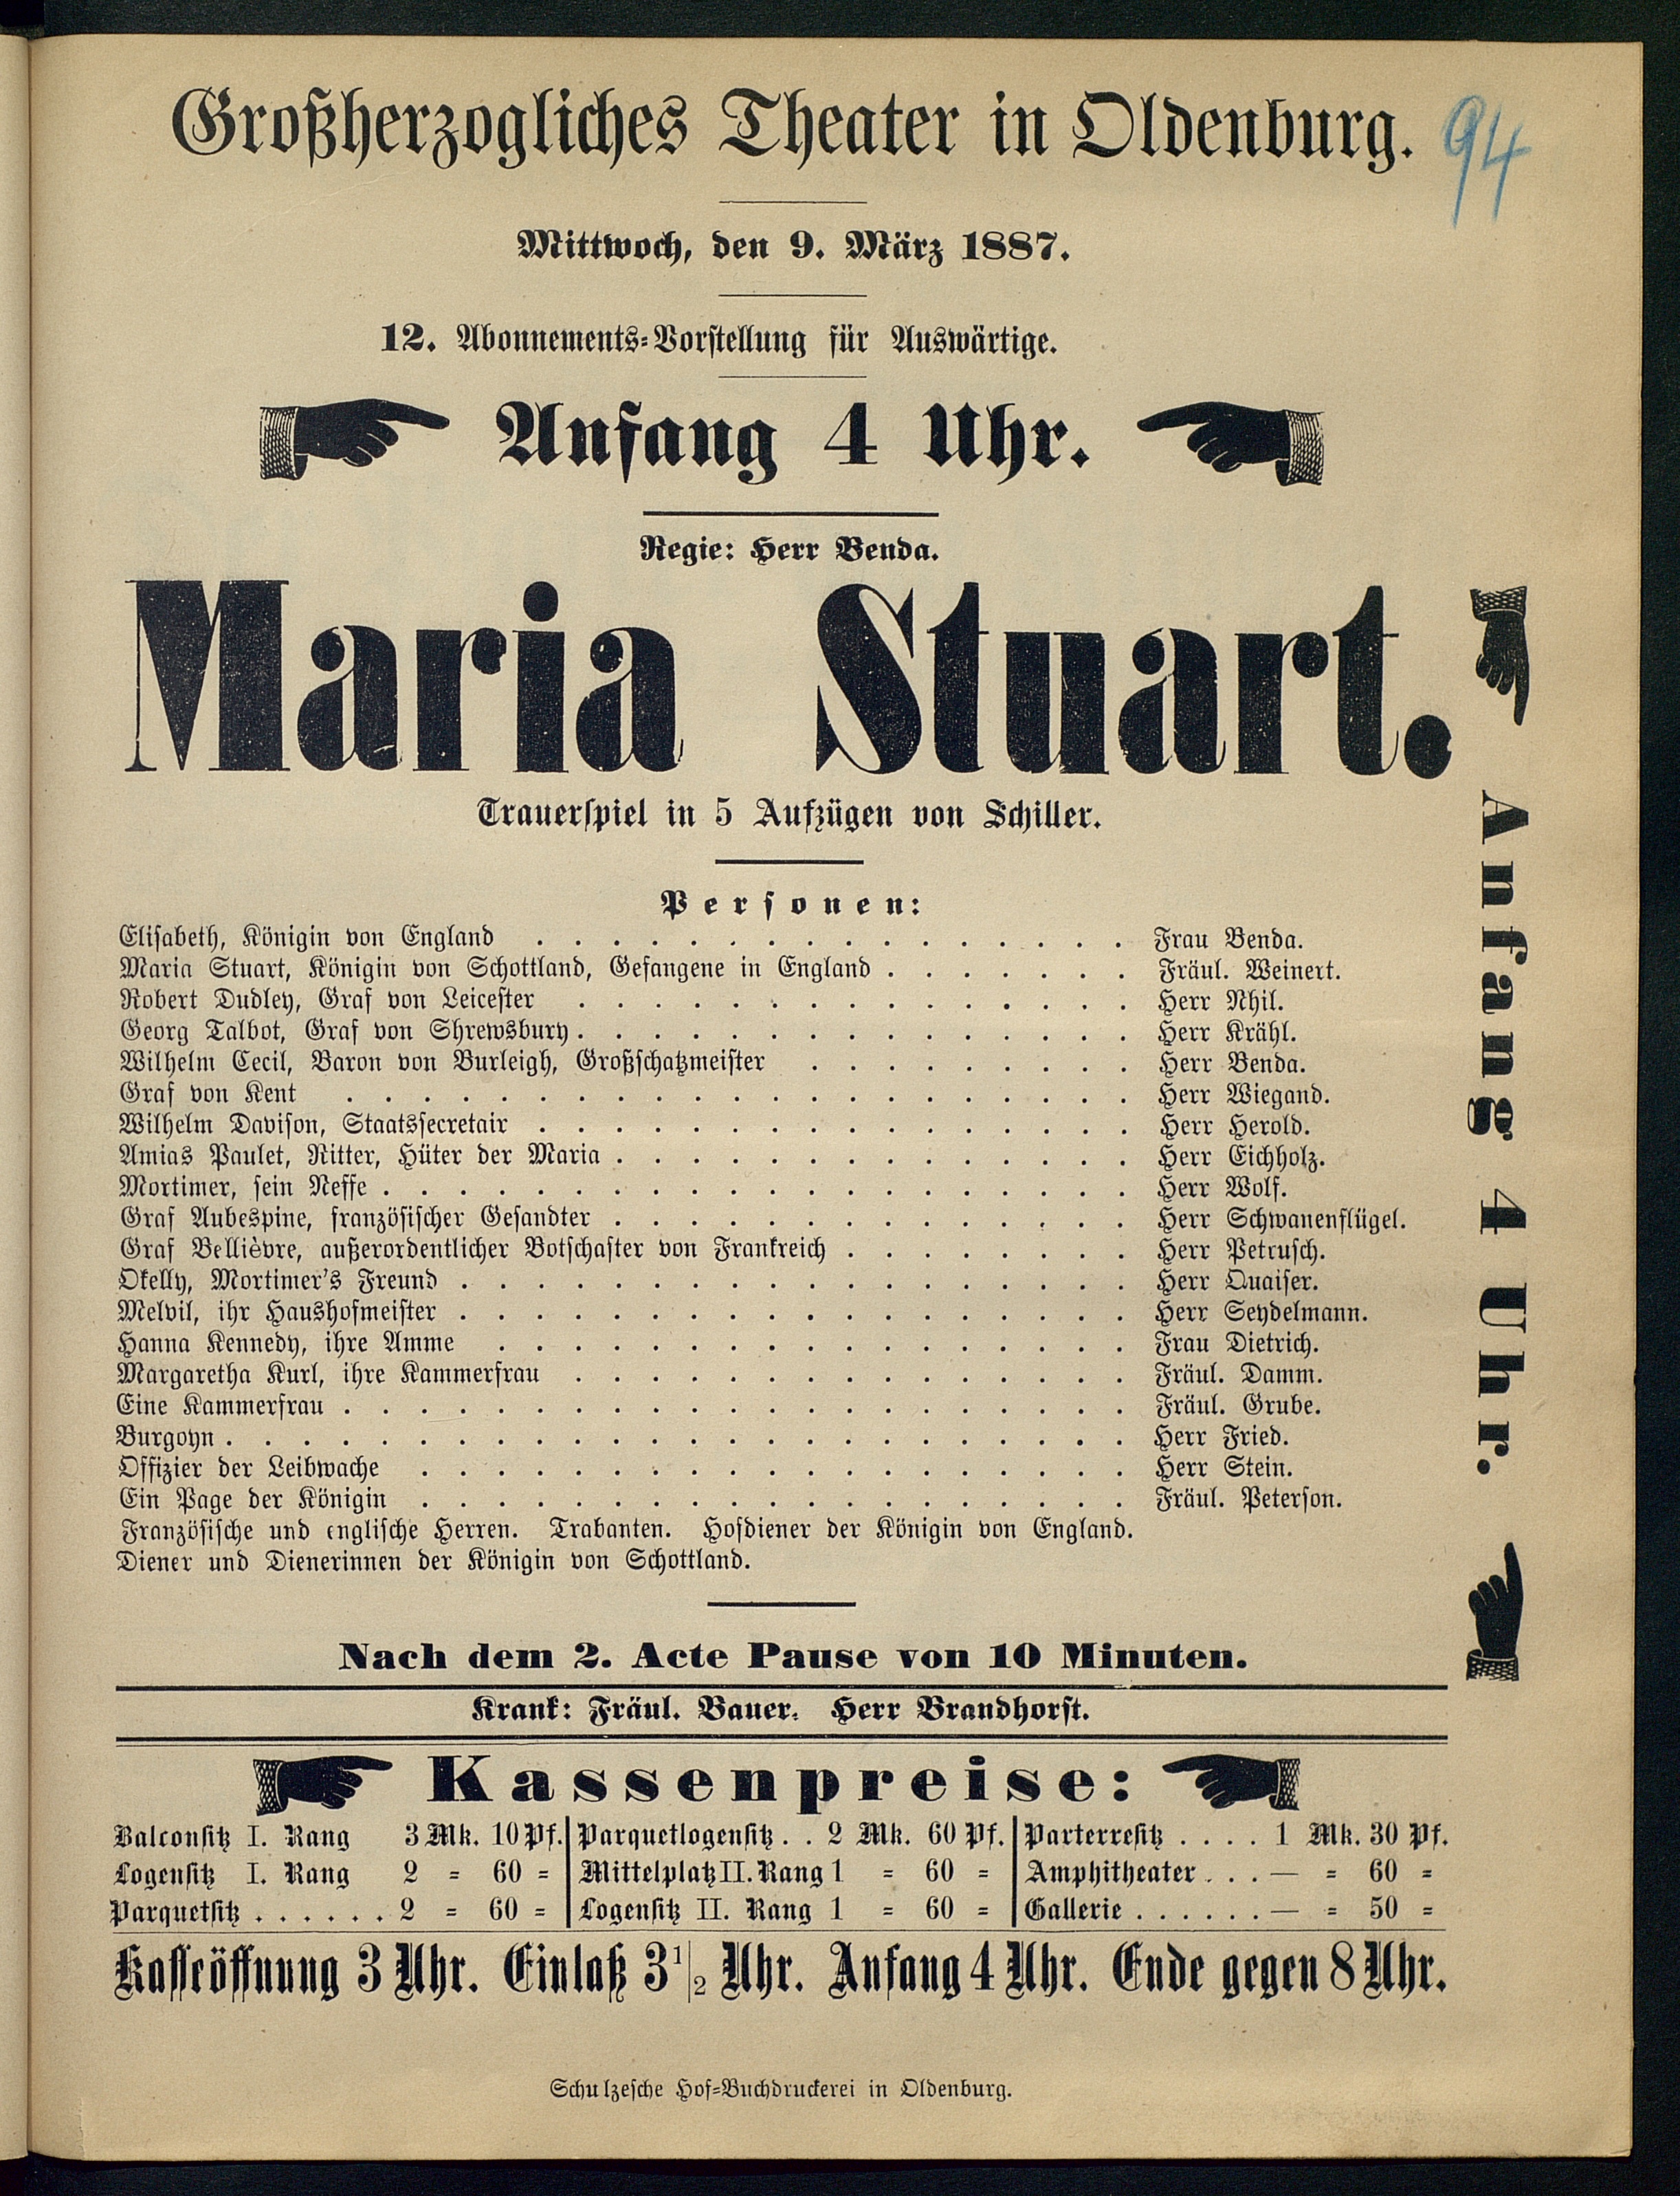 Großherzogliches Theater in Oldenburg.
94
Mittwoch, den 9. März 1887.
12. Abonnements-Vorstellung für Auswärtige.
Anfang 4 Uhr.
Regie: Herr Benda.
Maria Stuart.
Trauerspiel in 5 Aufzügen von Schiller.
Personen:
Elisabeth, Königin von England . . . . . . . . . . . . . . . . Frau Benda.
Maria Stuart, Königin von Schottland, Gefangene in England . . . . . . . Fräul. Weinert.
Robert Dudley, Graf von Leicester . . . . . . . . . . . . . . . Herr Rhil.
Georg Talbot, Graf von Shrewsbury . . . . . . . . . . . . . . . Herr Krähl.
Wilhelm Cecil, Baron von Burleigh, Großschatzmeister . . . . . . . . . Herr Benda.
Graf von Kent . . . . . . . . . . . . . . . . . . . . . Herr Wiegand.
Wilhelm Davison, Staatssecretair . . . . . . . . . . . . . . . . Herr Herold.
Amias Paulet, Ritter, Hüter der Maria . . . . . . . . . . . . . . Herr Eichholz.
Mortimer, sein Neffe . . . . . . . . . . . . . . . . . . . . Herr Wolf.
Graf Aubespine, französischer Gesandter . . . . . . . . . . . . . . Herr Schwanenflügel.
Graf Bellièvre, außerordentlicher Botschafter von Frankreich . . . . . . . . Herr Petrusch.
Okelly, Mortimer's Freund . . . . . . . . . . . . . . . . . . Herr Quaiser.
Melvil, ihr Haushofmeister . . . . . . . . . . . . . . . . . . Herr Seydelmann.
Hanna Kennedy, ihre Amme . . . . . . . . . . . . . . . . . Frau Dietrich.
Margaretha Kurl, ihre Kammerfrau . . . . . . . . . . . . . . . Fräul. Damm.
Eine Kammerfrau . . . . . . . . . . . . . . . . . . . . . Fräul. Grube.
Burgoyn . . . . . . . . . . . . . . . . . . . . . . . . Herr Fried.
Offizier der Leibwache . . . . . . . . . . . . . . . . . . . Herr Stein.
Ein Page der Königin . . . . . . . . . . . . . . . . . . . Fräul. Peterson.
Französische und englische Herren. Trabanten. Hofdiener der Königin von England.
Diener und Dienerinnen der Königin von Schottland.
Anfang 4 Uhr.
Nach dem 2. Acte Pause von 10 Minuten.
Krank: Fräul. Bauer. Herr Brandhorst.
Kassenpreise:
Balconsitz I. Rang 3 Mk. 10 Pf. Parquetlogensitz . . 2 Mk. 60 Pf. Parterresitz . . . . 1 Mk. 30 Pf.
Logensitz I. Rang 2 = 60 = Mittelplatz II. Rang 1 = 60 = Amphitheater . . . — = 60 =
Parquetsitz . . . . . . 2 = 60 = Logensitz II. Rang 1 = 60 = Gallerie . . . . . . — = 50 =
Kasseöffnung 3 Uhr. Einlaß 3 1/2 Uhr. Anfang 4 Uhr. Ende gegen 8 Uhr.
Schulzesche Hof-Buchdruckerei in Oldenburg.